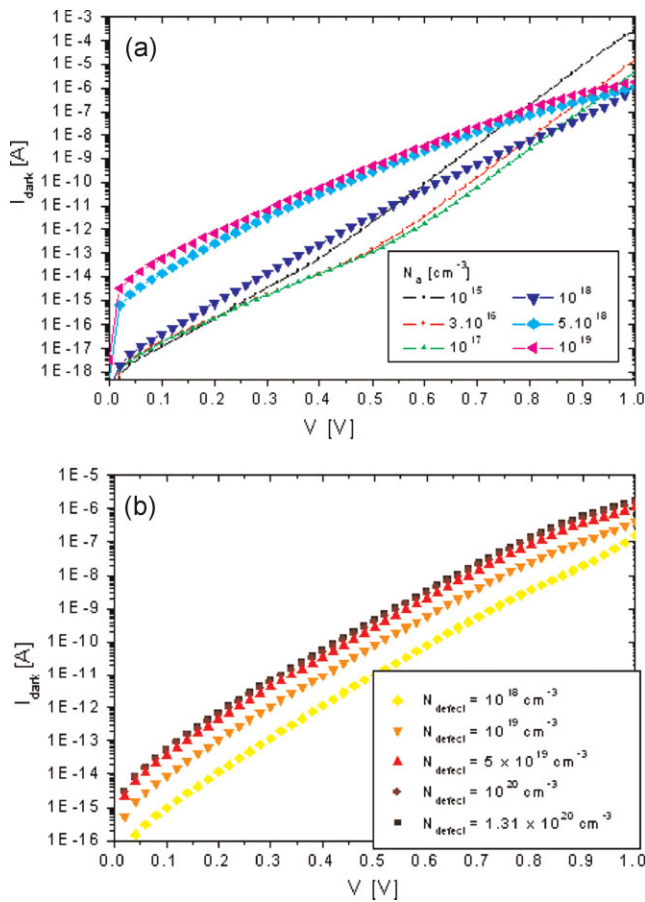 (a)
1E-3
1E-4
1E-5
1E-6
1E-7
1E-8
1E-9
1E-10
1E-11
1E-12
1E-13
1E-14
1E-15
1E-16
1E-17
1E-18
I_dark [A]
N_a [cm^-3]
10^15 10^18
3.10^16 5.10^18
10^17 10^19
0.0 0.1 0.2 0.3 0.4 0.5 0.6 0.7 0.8 0.9 1.0
V [V]
(b)
1E-5
1E-6
1E-7
1E-8
1E-9
1E-10
1E-11
1E-12
1E-13
1E-14
1E-15
1E-16
I_dark [A]
N_defect = 10^18 cm^-3
N_defect = 10^19 cm^-3
N_defect = 5 × 10^19 cm^-3
N_defect = 10^20 cm^-3
N_defect = 1.31 × 10^20 cm^-3
0.0 0.1 0.2 0.3 0.4 0.5 0.6 0.7 0.8 0.9 1.0
V [V]